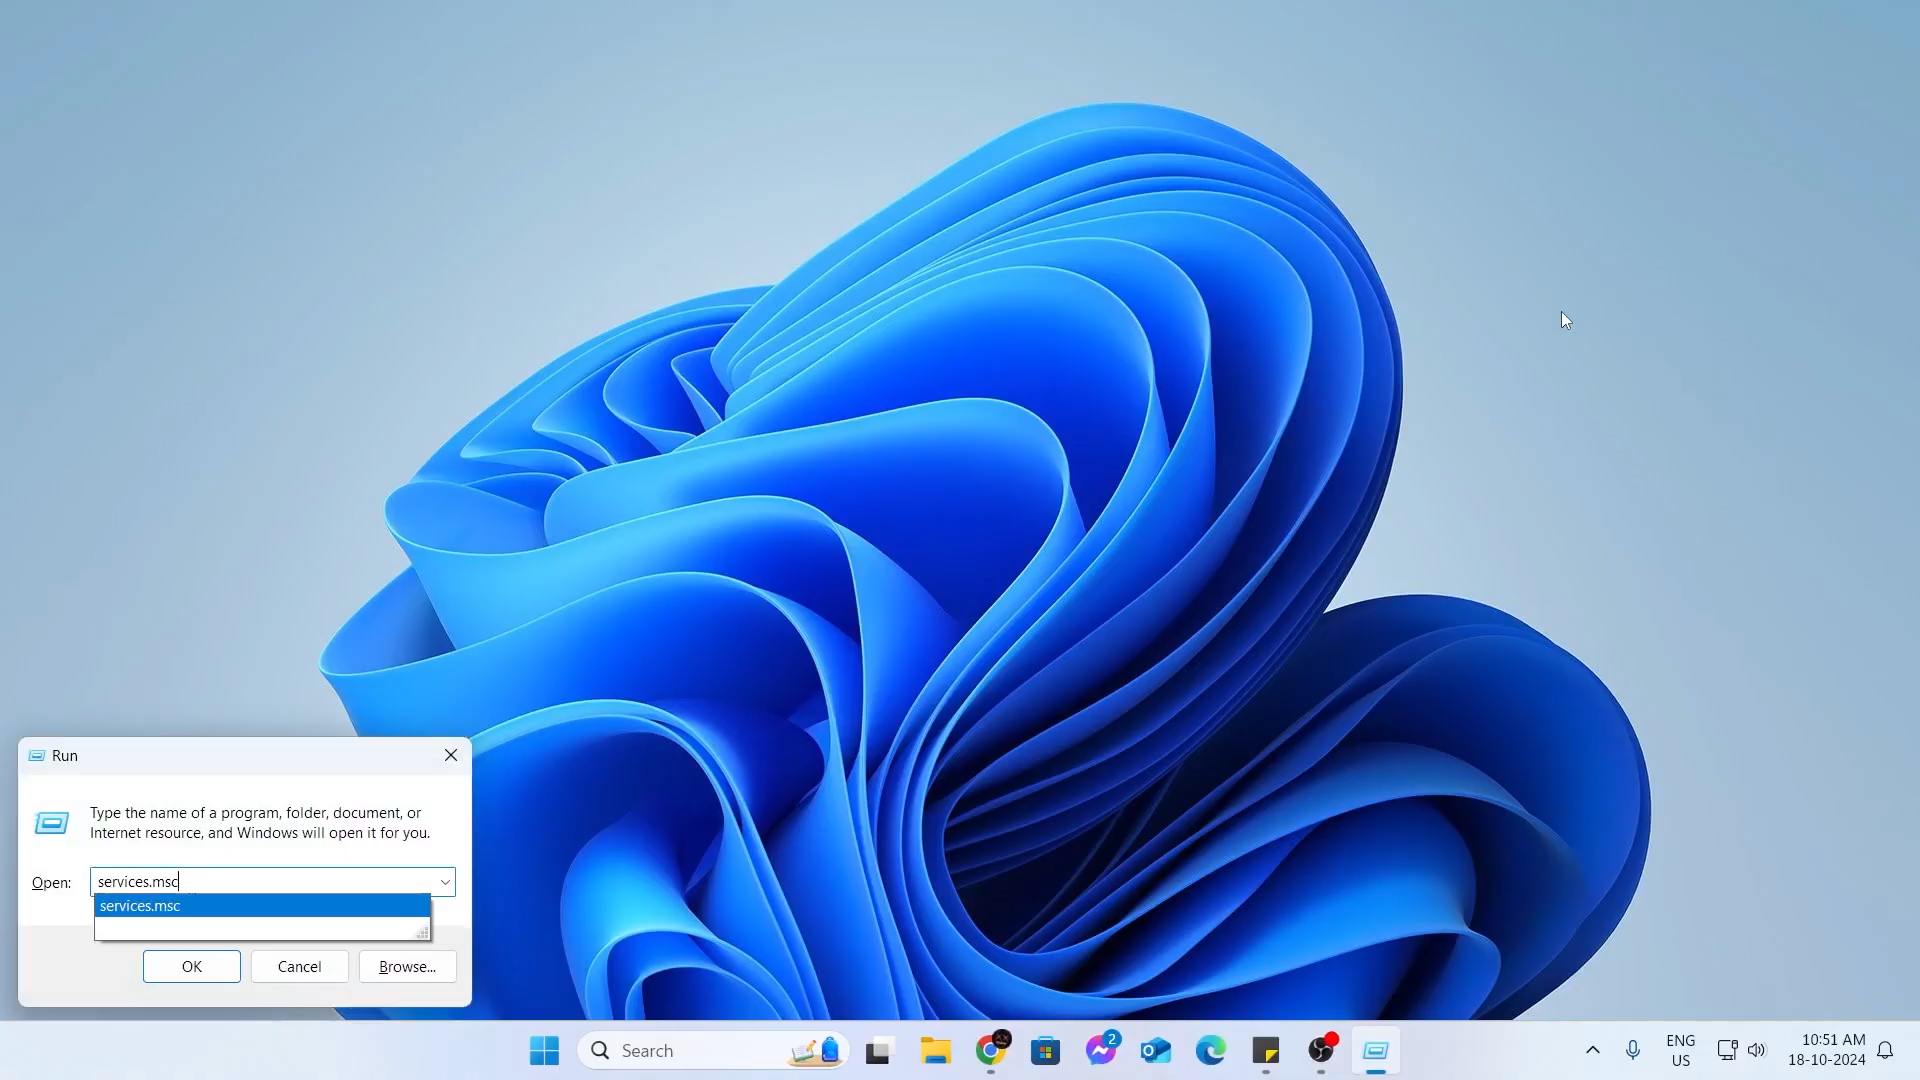 Run
Type the name of a program, folder, document, or
Internet resource, and Windows will open it for you.
Open:
services.msc
services.msc
OK
Cancel
Browse...
Search
2
ENG
US
10:51 AM
18-10-2024